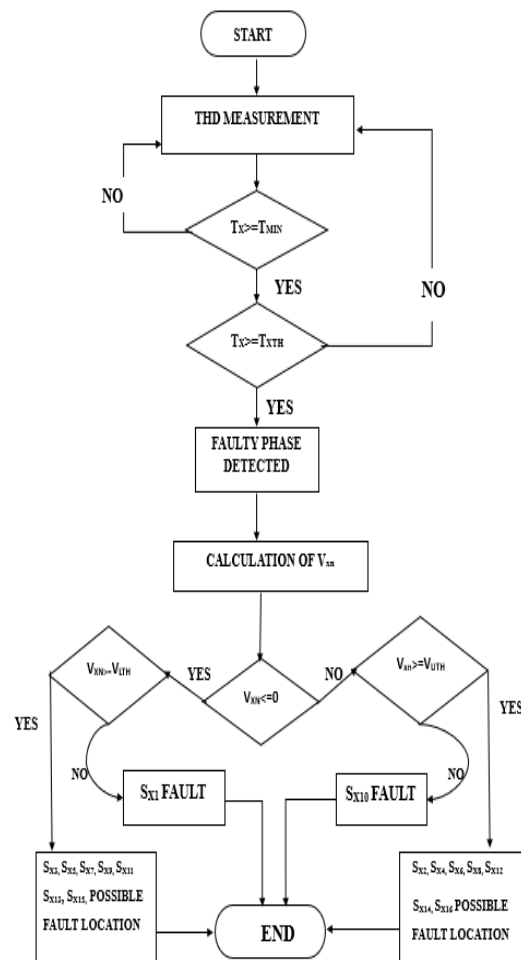 START
THD MEASUREMENT
NO
TX>=TMIN
YES
NO
TX>=TXTH
YES
FAULTY PHASE
DETECTED
CALCULATION OF Vxn
VXN>=VLTH
YES
VXN<=0
NO
Vxn>=VUTH
YES
YES
NO
SX1 FAULT
SX10 FAULT
NO
SX3, SX5, SX7, SX9, SX11
SX13, SX15, POSSIBLE
FAULT LOCATION
END
SX2, SX4, SX6, SX8, SX12
SX14, SX16 POSSIBLE
FAULT LOCATION